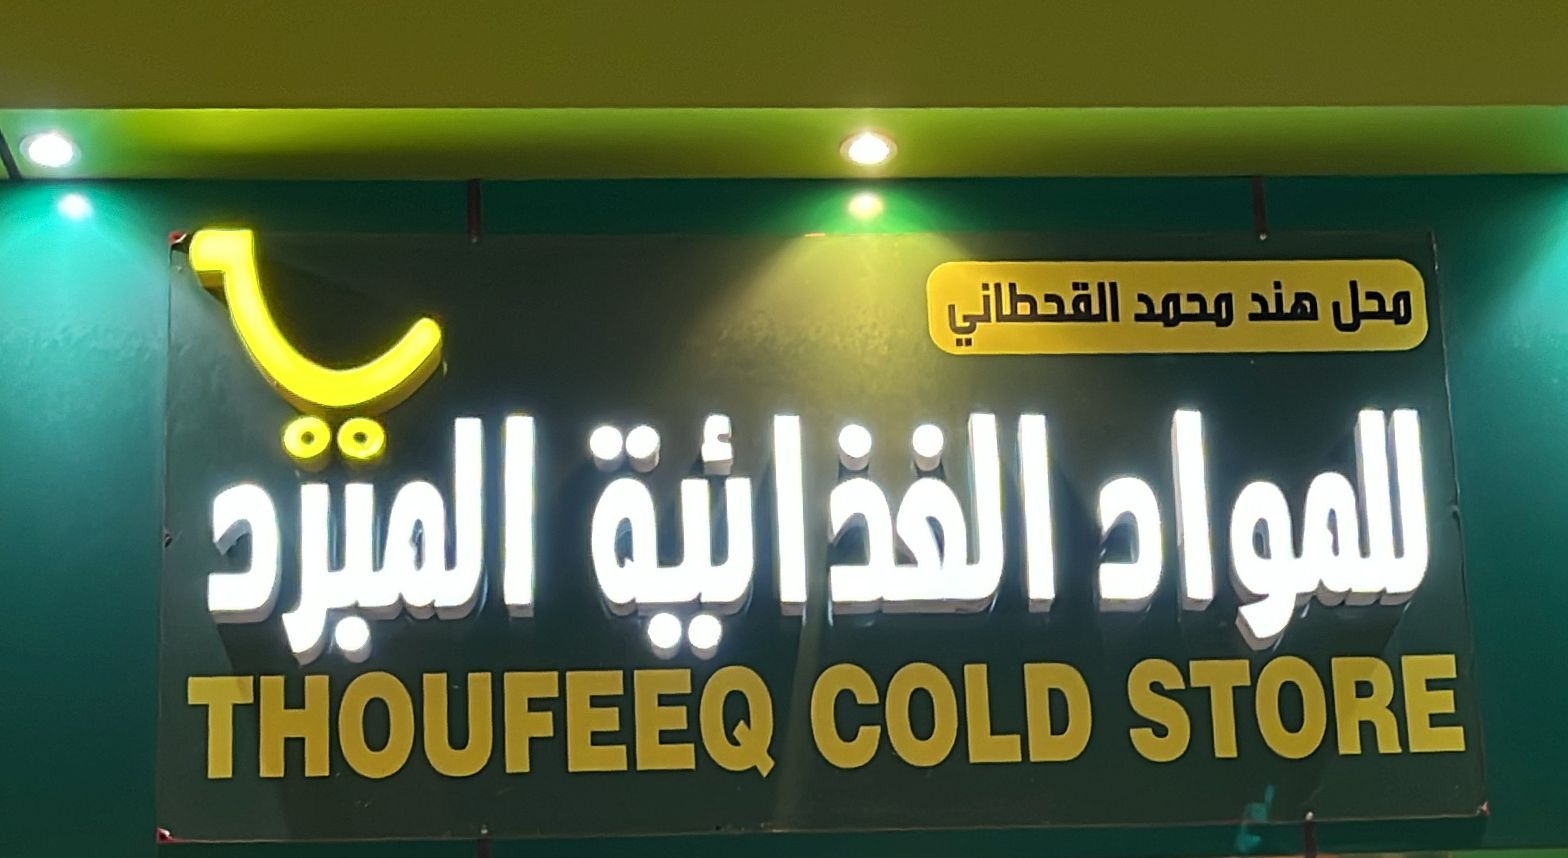 محل هند محمد القحطاني
للمواد الغذائية المبرد
THOUFEEQ COLD STORE